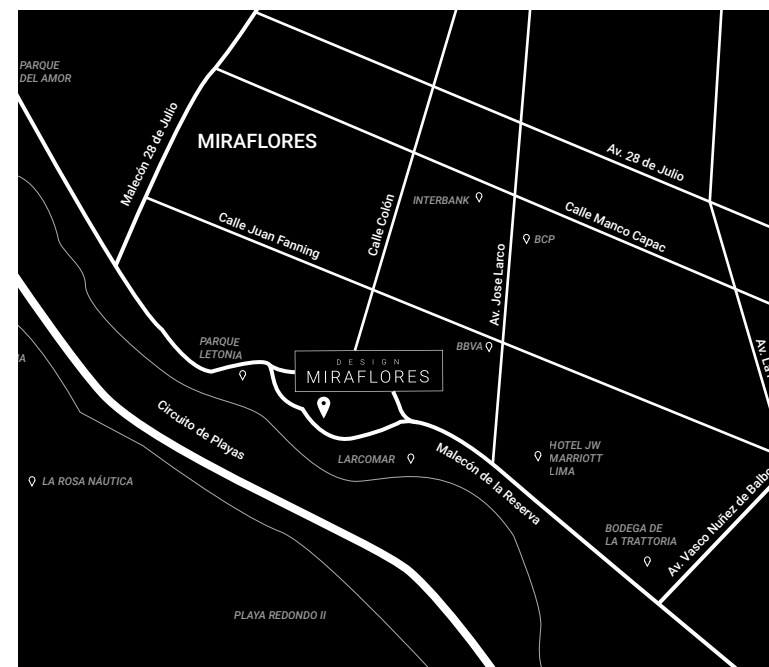 PARQUE
DEL AMOR
Malecón 28 de Julio
MIRAFLORES
Av. 28 de Julio
INTERBANK
Calle Colón
Calle Manco Capac
Calle Juan Fanning
BCP
Av. Jose Larco
PARQUE
LETONIA
BBVA
DESIGN
MIRAFLORES
Circuito de Playas
LARCOMAR
Malecón de la Reserva
HOTEL JW
MARRIOTT
LIMA
LA ROSA NÁUTICA
BODEGA DE
LA TRATTORIA
Av. Vasco Nuñez de Balbo
PLAYA REDONDO II